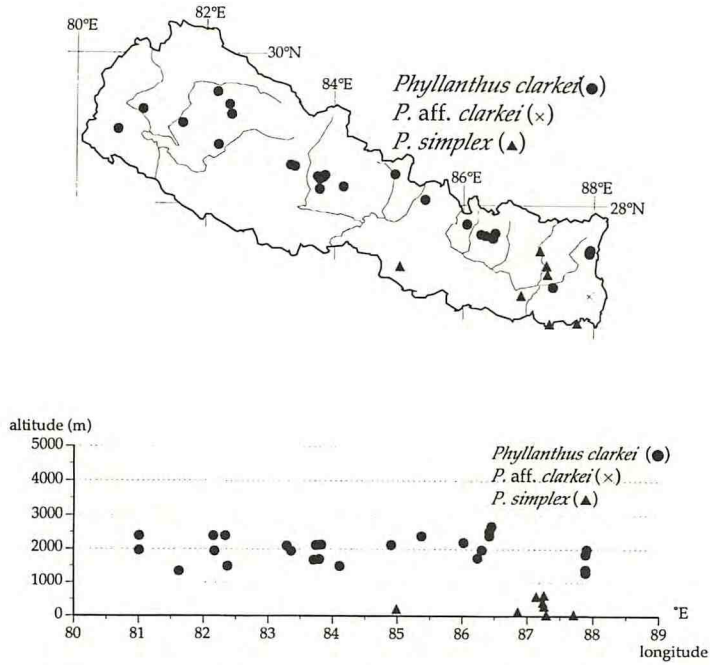 80°E
82°E
30°N
84°E
Phyllanthus clarkei (●)
P. aff. clarkei (×)
P. simplex (▲)
86°E
88°E
28°N
altitude (m)
5000
4000
3000
2000
1000
0
Phyllanthus clarkei (●)
P. aff. clarkei (×)
P. simplex (▲)
80 81 82 83 84 85 86 87 88 89
°E
longitude